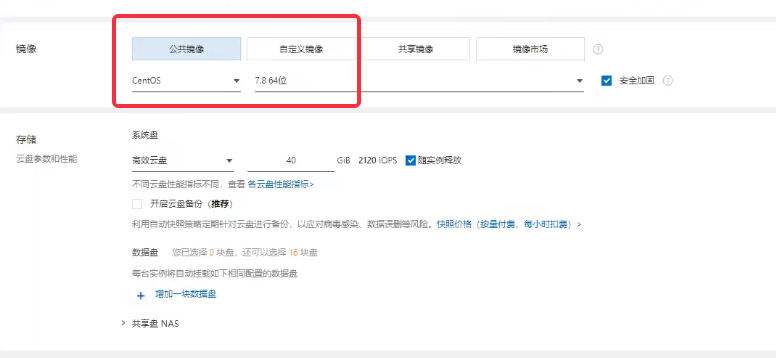 镜像 公共镜像 自定义镜像 共享镜像 镜像市场
CentOS 7.8 64位 安全加固
存储 系统盘
云盘参数和性能
高效云盘 40 GiB 2120 IOPS 随实例释放
不同云盘性能指标不同，查看 各云盘性能指标>
开启云盘备份（推荐）
利用自动快照策略定期针对云盘进行备份，以应对病毒感染、数据误删等风险。快照价格（按量付费，每小时扣费）>
数据盘 您已选择 0 块盘，还可以选择 16 块盘
每台实例将自动挂载如下相同配置的数据盘
+ 增加一块数据盘
> 共享盘 NAS